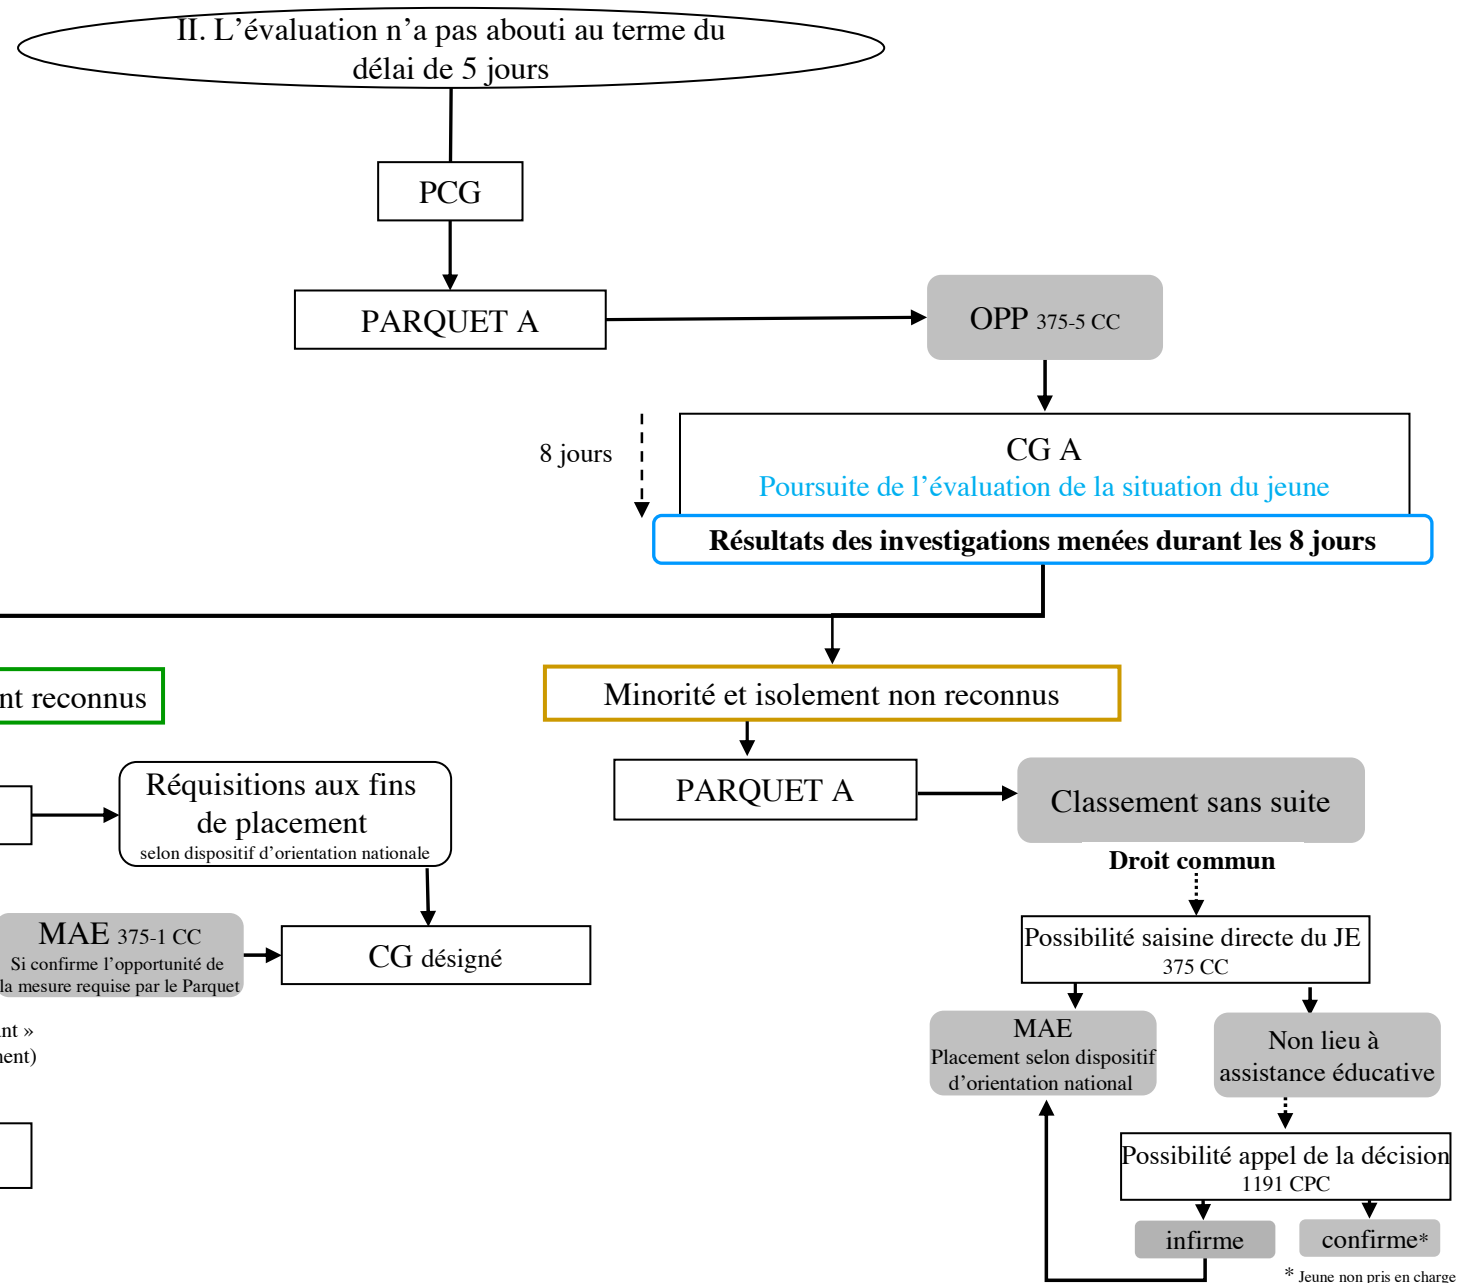 II. L’évaluation n’a pas abouti au terme du
délai de 5 jours
PCG
PARQUET A
OPP 375-5 CC
8 jours
CG A
Poursuite de l’évaluation de la situation du jeune
Résultats des investigations menées durant les 8 jours
nt reconnus
Minorité et isolement non reconnus
Réquisitions aux fins
de placement
selon dispositif d’orientation nationale
PARQUET A
Classement sans suite
Droit commun
MAE 375-1 CC
Si confirme l’opportunité de
la mesure requise par le Parquet
CG désigné
Possibilité saisine directe du JE
375 CC
ant »
ment)
MAE
Placement selon dispositif
d’orientation national
Non lieu à
assistance éducative
Possibilité appel de la décision
1191 CPC
infirme
confirme*
* Jeune non pris en charge